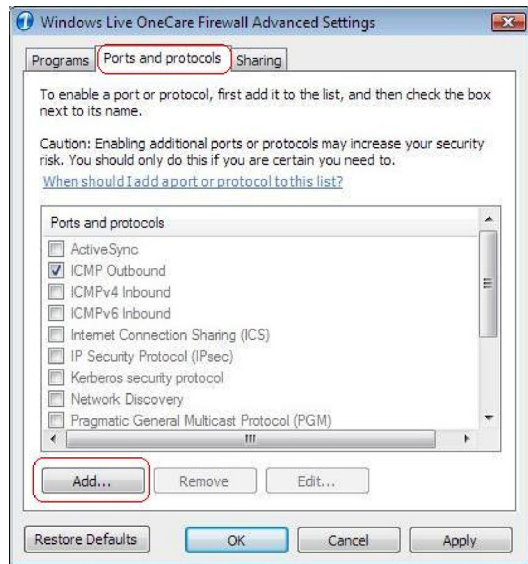 Windows Live OneCare Firewall Advanced Settings
Programs Ports and protocols Sharing
To enable a port or protocol, first add it to the list, and then check the box
next to its name.
Caution: Enabling additional ports or protocols may increase your security
risk. You should only do this if you are certain you need to.
When should I add a port or protocol to this list?
Ports and protocols
ActiveSync
ICMP Outbound
ICMPv4 Inbound
ICMPv6 Inbound
Internet Connection Sharing (ICS)
IP Security Protocol (IPsec)
Kerberos security protocol
Network Discovery
Pragmatic General Multicast Protocol (PGM)
Add... Remove Edit...
Restore Defaults OK Cancel Apply